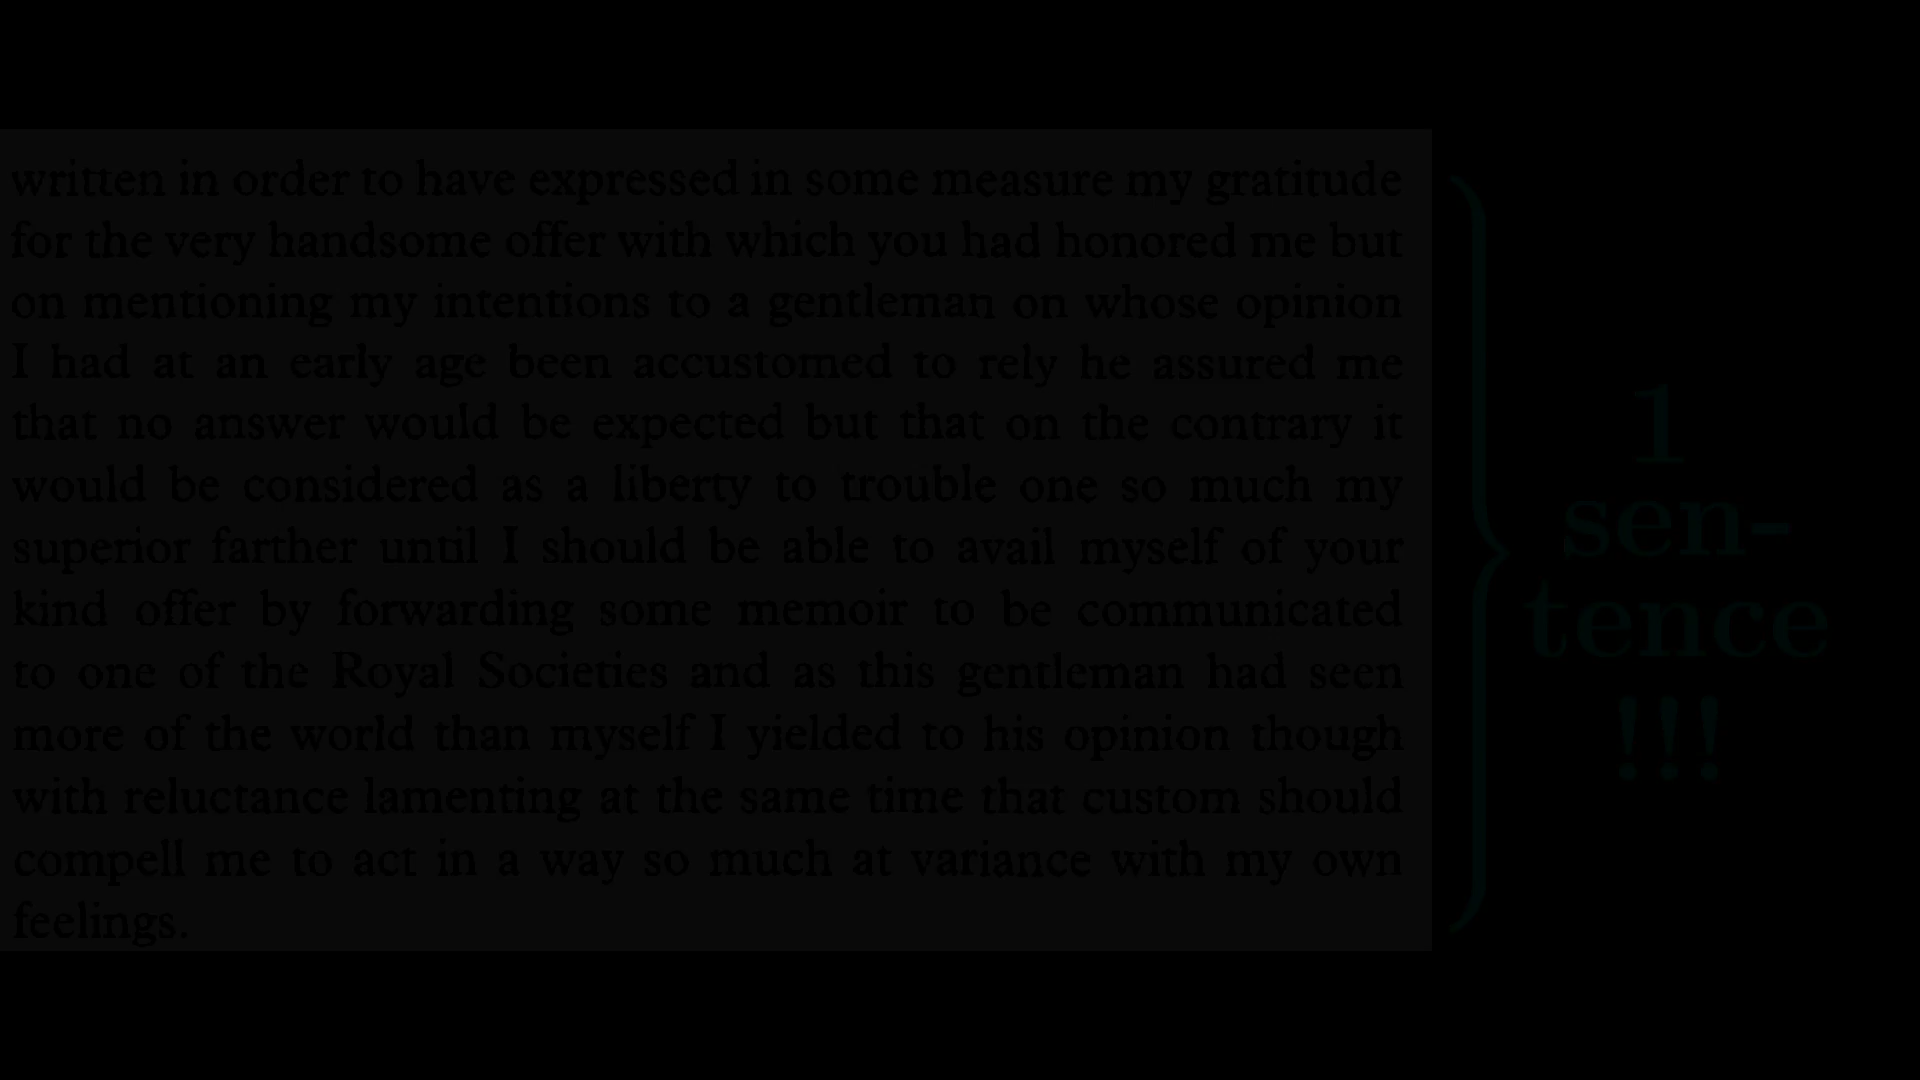 written in order to have expressed in some measure my gratitude
for the very handsome offer with which you had honored me but
on mentioning my intentions to a gentleman on whose opinion
I had at an early age been accustomed to rely he assured me
that no answer would be expected but that on the contrary it
would be considered as a liberty to trouble one so much my
superior farther until I should be able to avail myself of your
kind offer by forwarding some memoir to be communicated
to one of the Royal Societies and as this gentleman had seen
more of the world than myself I yielded to his opinion though
with reluctance lamenting at the same time that custom should
compell me to act in a way so much at variance with my own
feelings.
1
sen-
tence
!!!